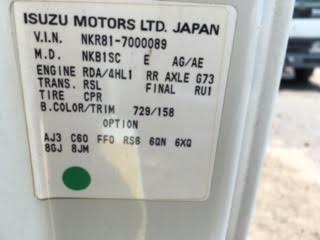 ISUZU MOTORS LTD. JAPAN
V.I.N. NKR81-7000089
M.D. NKB1SC E AG/AE
ENGINE RDA/4HL1 RR AXLE G73
TRANS. RSL FINAL RU1
TIRE CPR
B.COLOR/TRIM 729/158
OPTION
AJ3 C60 FF0 RS6 6QN 6XQ
8GJ 8JM